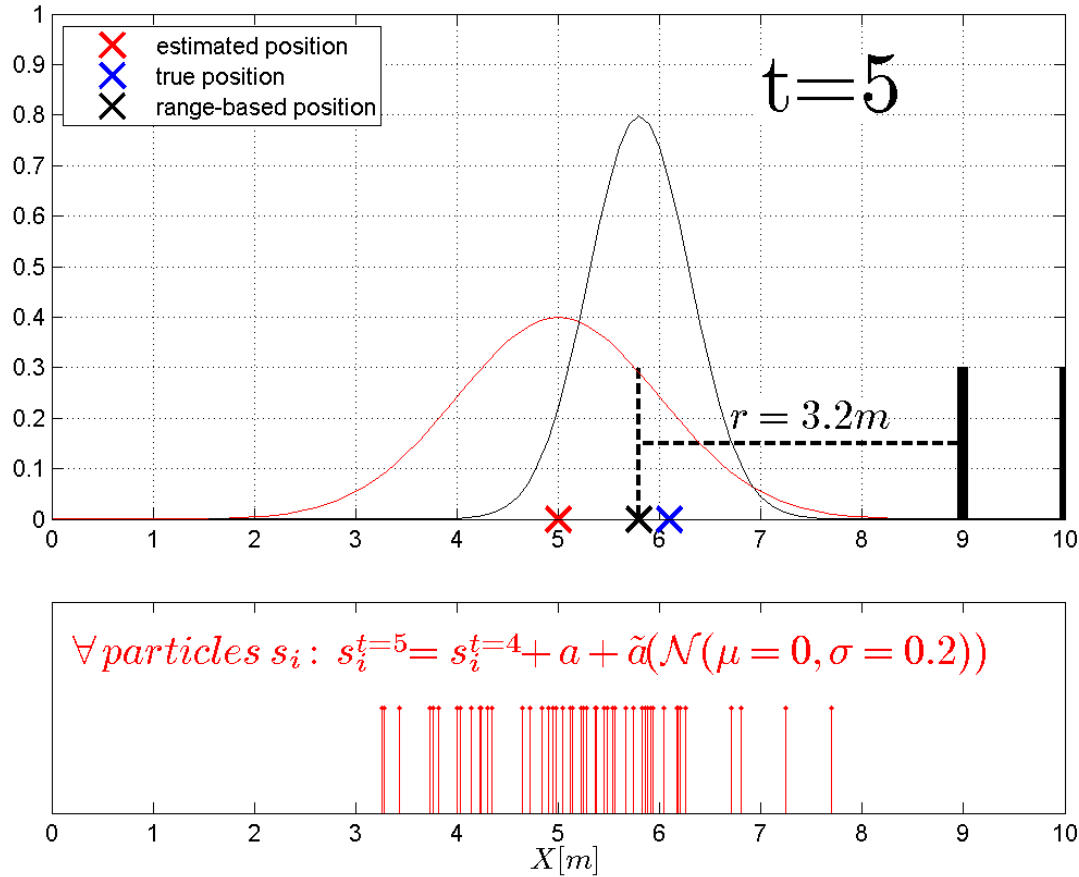 1
0.9
0.8
0.7
0.6
0.5
0.4
0.3
0.2
0.1
0
estimated position
true position
range-based position
t=5
r = 3.2m
0 1 2 3 4 5 6 7 8 9 10
∀ particles s_i : s_i^{t=5} = s_i^{t=4} + a + ã(𝒩(μ = 0, σ = 0.2))
0 1 2 3 4 5 6 7 8 9 10
X[m]